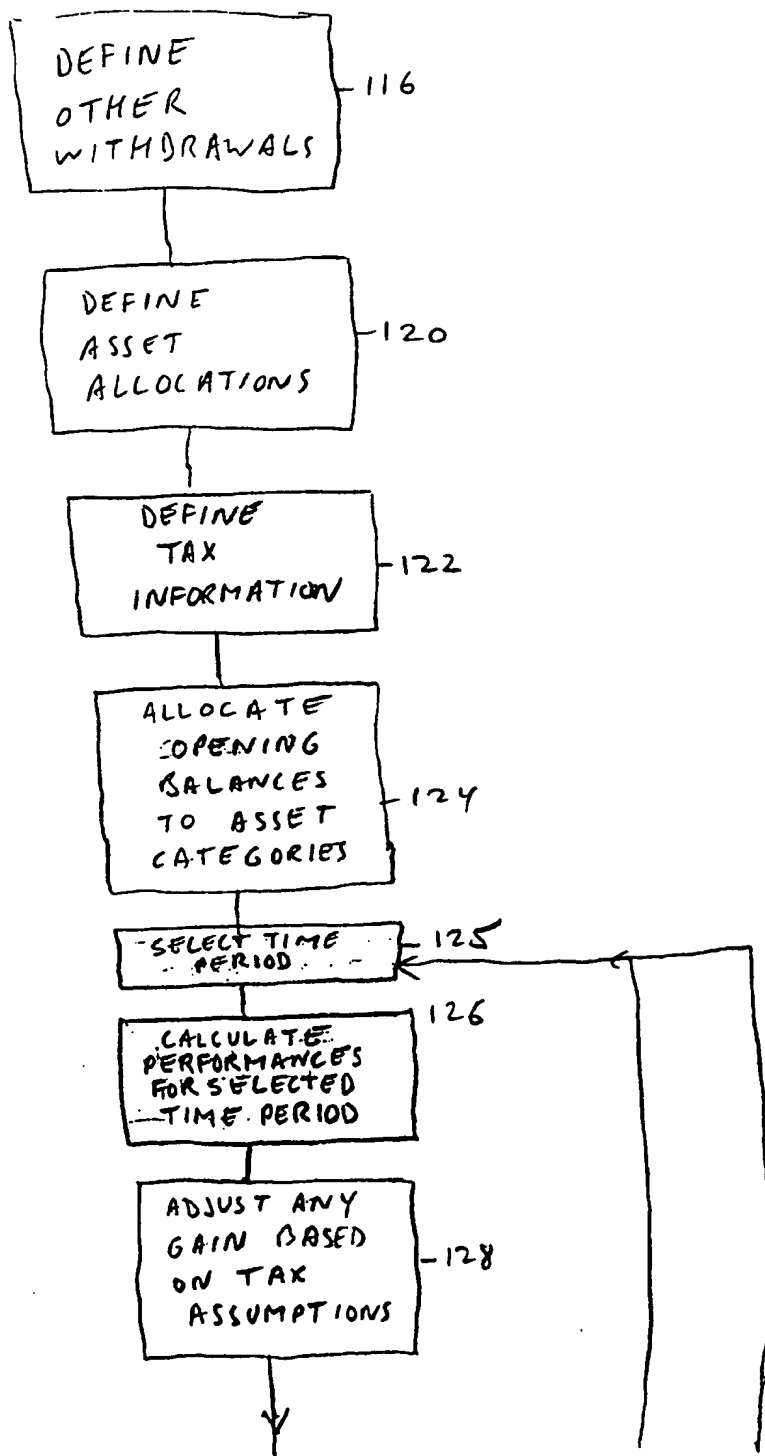 DEFINE
OTHER
WITHDRAWALS
116
DEFINE
ASSET
ALLOCATIONS
120
DEFINE
TAX
INFORMATION
122
ALLOCATE
OPENING
BALANCES
TO ASSET
CATEGORIES
124
SELECT TIME
PERIOD
125
126
CALCULATE
PERFORMANCES
FOR SELECTED
TIME PERIOD
ADJUST ANY
GAIN BASED
ON TAX
ASSUMPTIONS
128